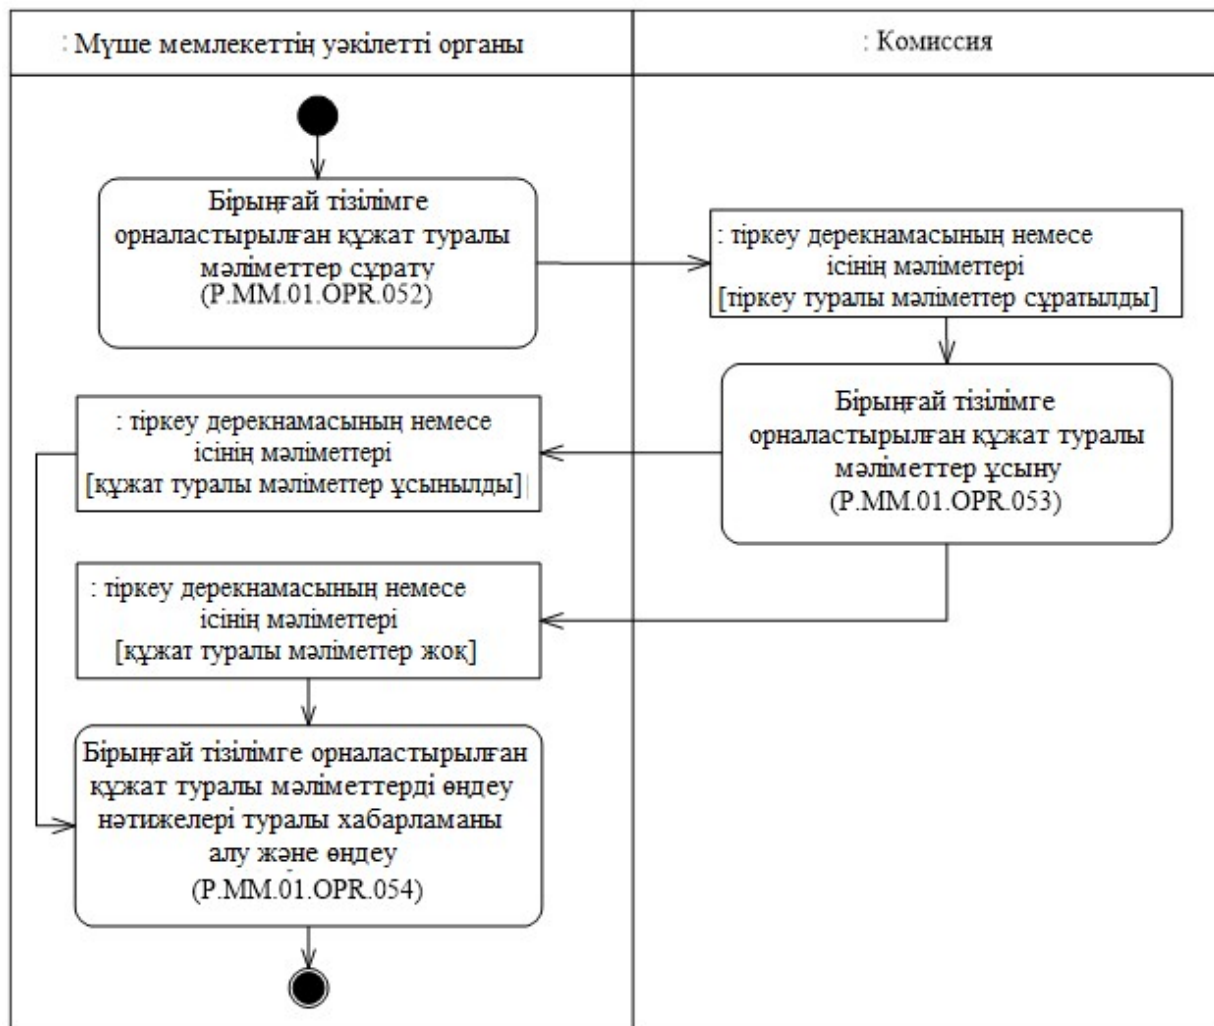 : Мүше мемлекеттің уәкілетті органы
: Комиссия
Бірыңғай тізілімге
орналастырылған құжат туралы
мәліметтер сұрату
(P.MM.01.OPR.052)
: тіркеу дерекнамасының немесе
ісінің мәліметтері
[тіркеу туралы мәліметтер сұратылды]
Бірыңғай тізілімге
орналастырылған құжат туралы
мәліметтер ұсыну
(P.MM.01.OPR.053)
: тіркеу дерекнамасының немесе
ісінің мәліметтері
[құжат туралы мәліметтер ұсынылды]
: тіркеу дерекнамасының немесе
ісінің мәліметтері
[құжат туралы мәліметтер жоқ]
Бірыңғай тізілімге орналастырылған
құжат туралы мәліметтерді өңдеу
нәтижелері туралы хабарламаны
алу және өңдеу
(P.MM.01.OPR.054)